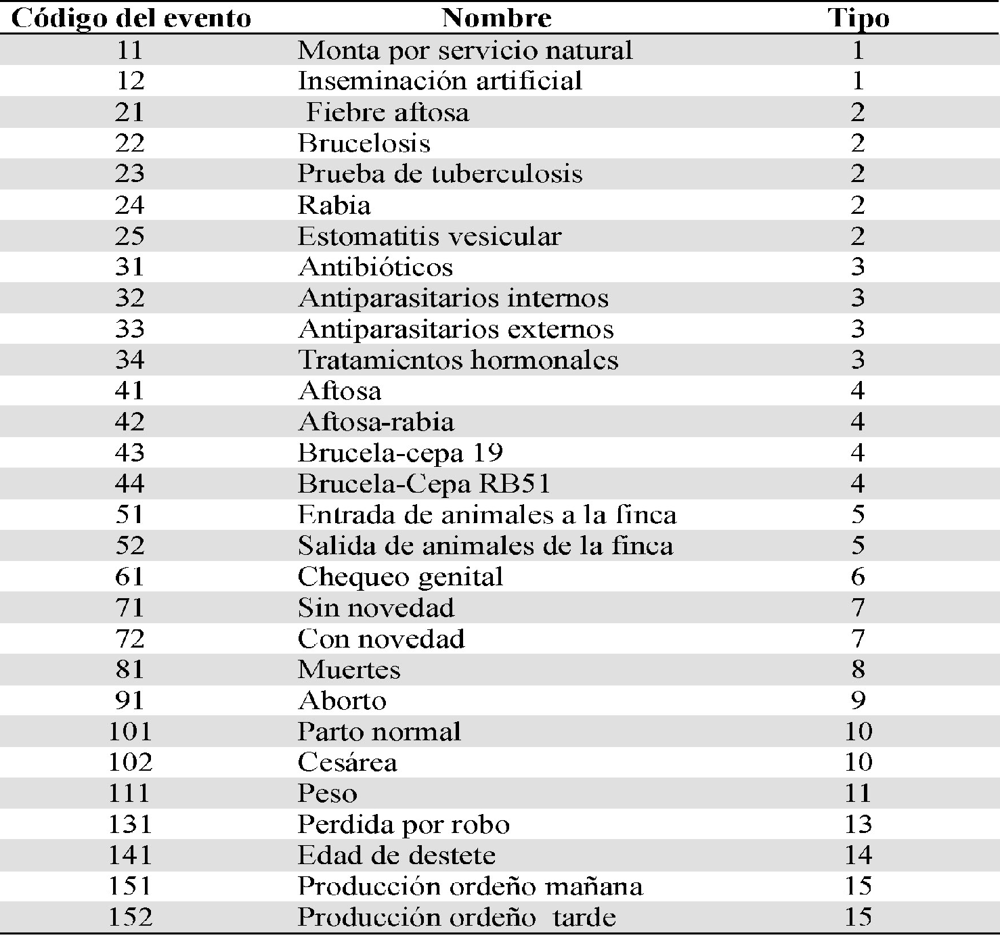 Código del evento Nombre Tipo
11 Monta por servicio natural 1
12 Inseminación artificial 1
21 Fiebre aftosa 2
22 Brucelosis 2
23 Prueba de tuberculosis 2
24 Rabia 2
25 Estomatitis vesicular 2
31 Antibióticos 3
32 Antiparasitarios internos 3
33 Antiparasitarios externos 3
34 Tratamientos hormonales 3
41 Aftosa 4
42 Aftosa-rabia 4
43 Brucela-cepa 19 4
44 Brucela-Cepa RB51 4
51 Entrada de animales a la finca 5
52 Salida de animales de la finca 5
61 Chequeo genital 6
71 Sin novedad 7
72 Con novedad 7
81 Muertes 8
91 Aborto 9
101 Parto normal 10
102 Cesárea 10
111 Peso 11
131 Perdida por robo 13
141 Edad de destete 14
151 Producción ordeño mañana 15
152 Producción ordeño tarde 15